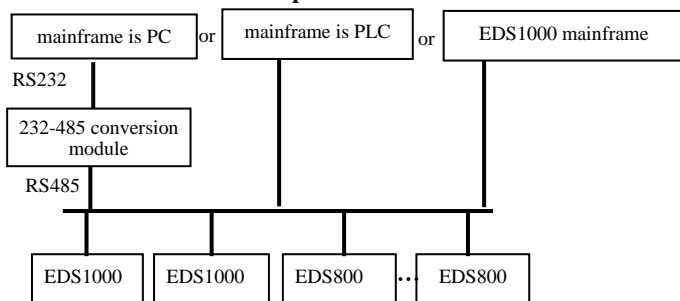 mainframe is PC
or
mainframe is PLC
or
EDS1000 mainframe
RS232
232-485 conversion
module
RS485
EDS1000
EDS1000
EDS800
...
EDS800